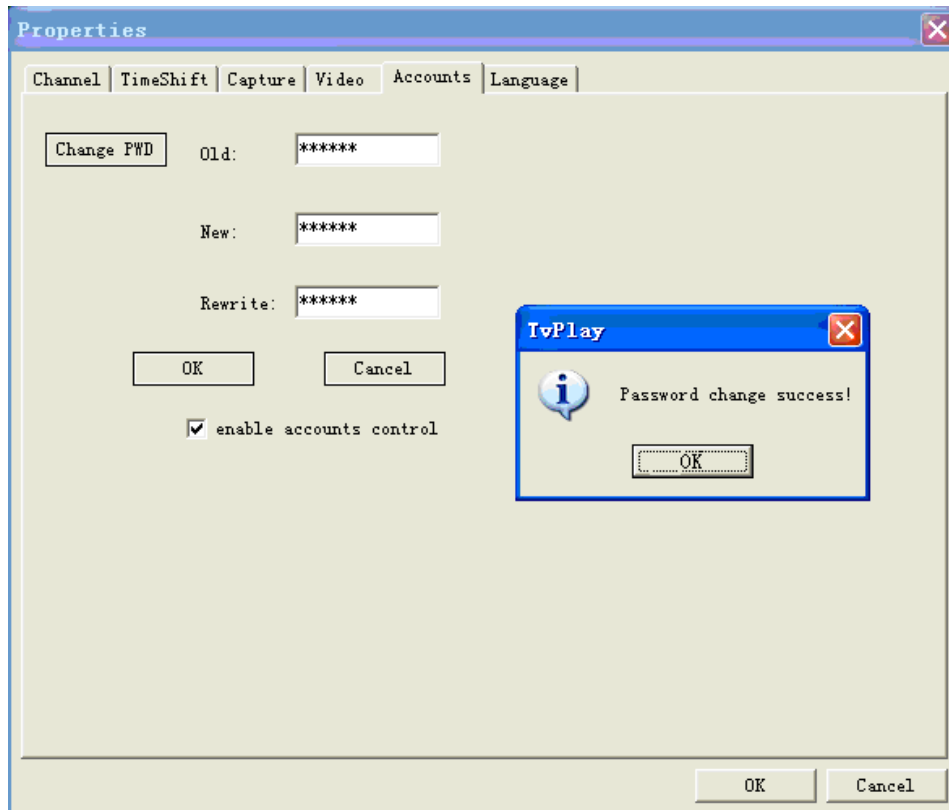 Properties
Channel TimeShift Capture Video Accounts Language
Change PWD Old: ******
New: ******
Rewrite: ******
OK Cancel
enable accounts control
IvPlay
Password change success!
OK
OK Cancel